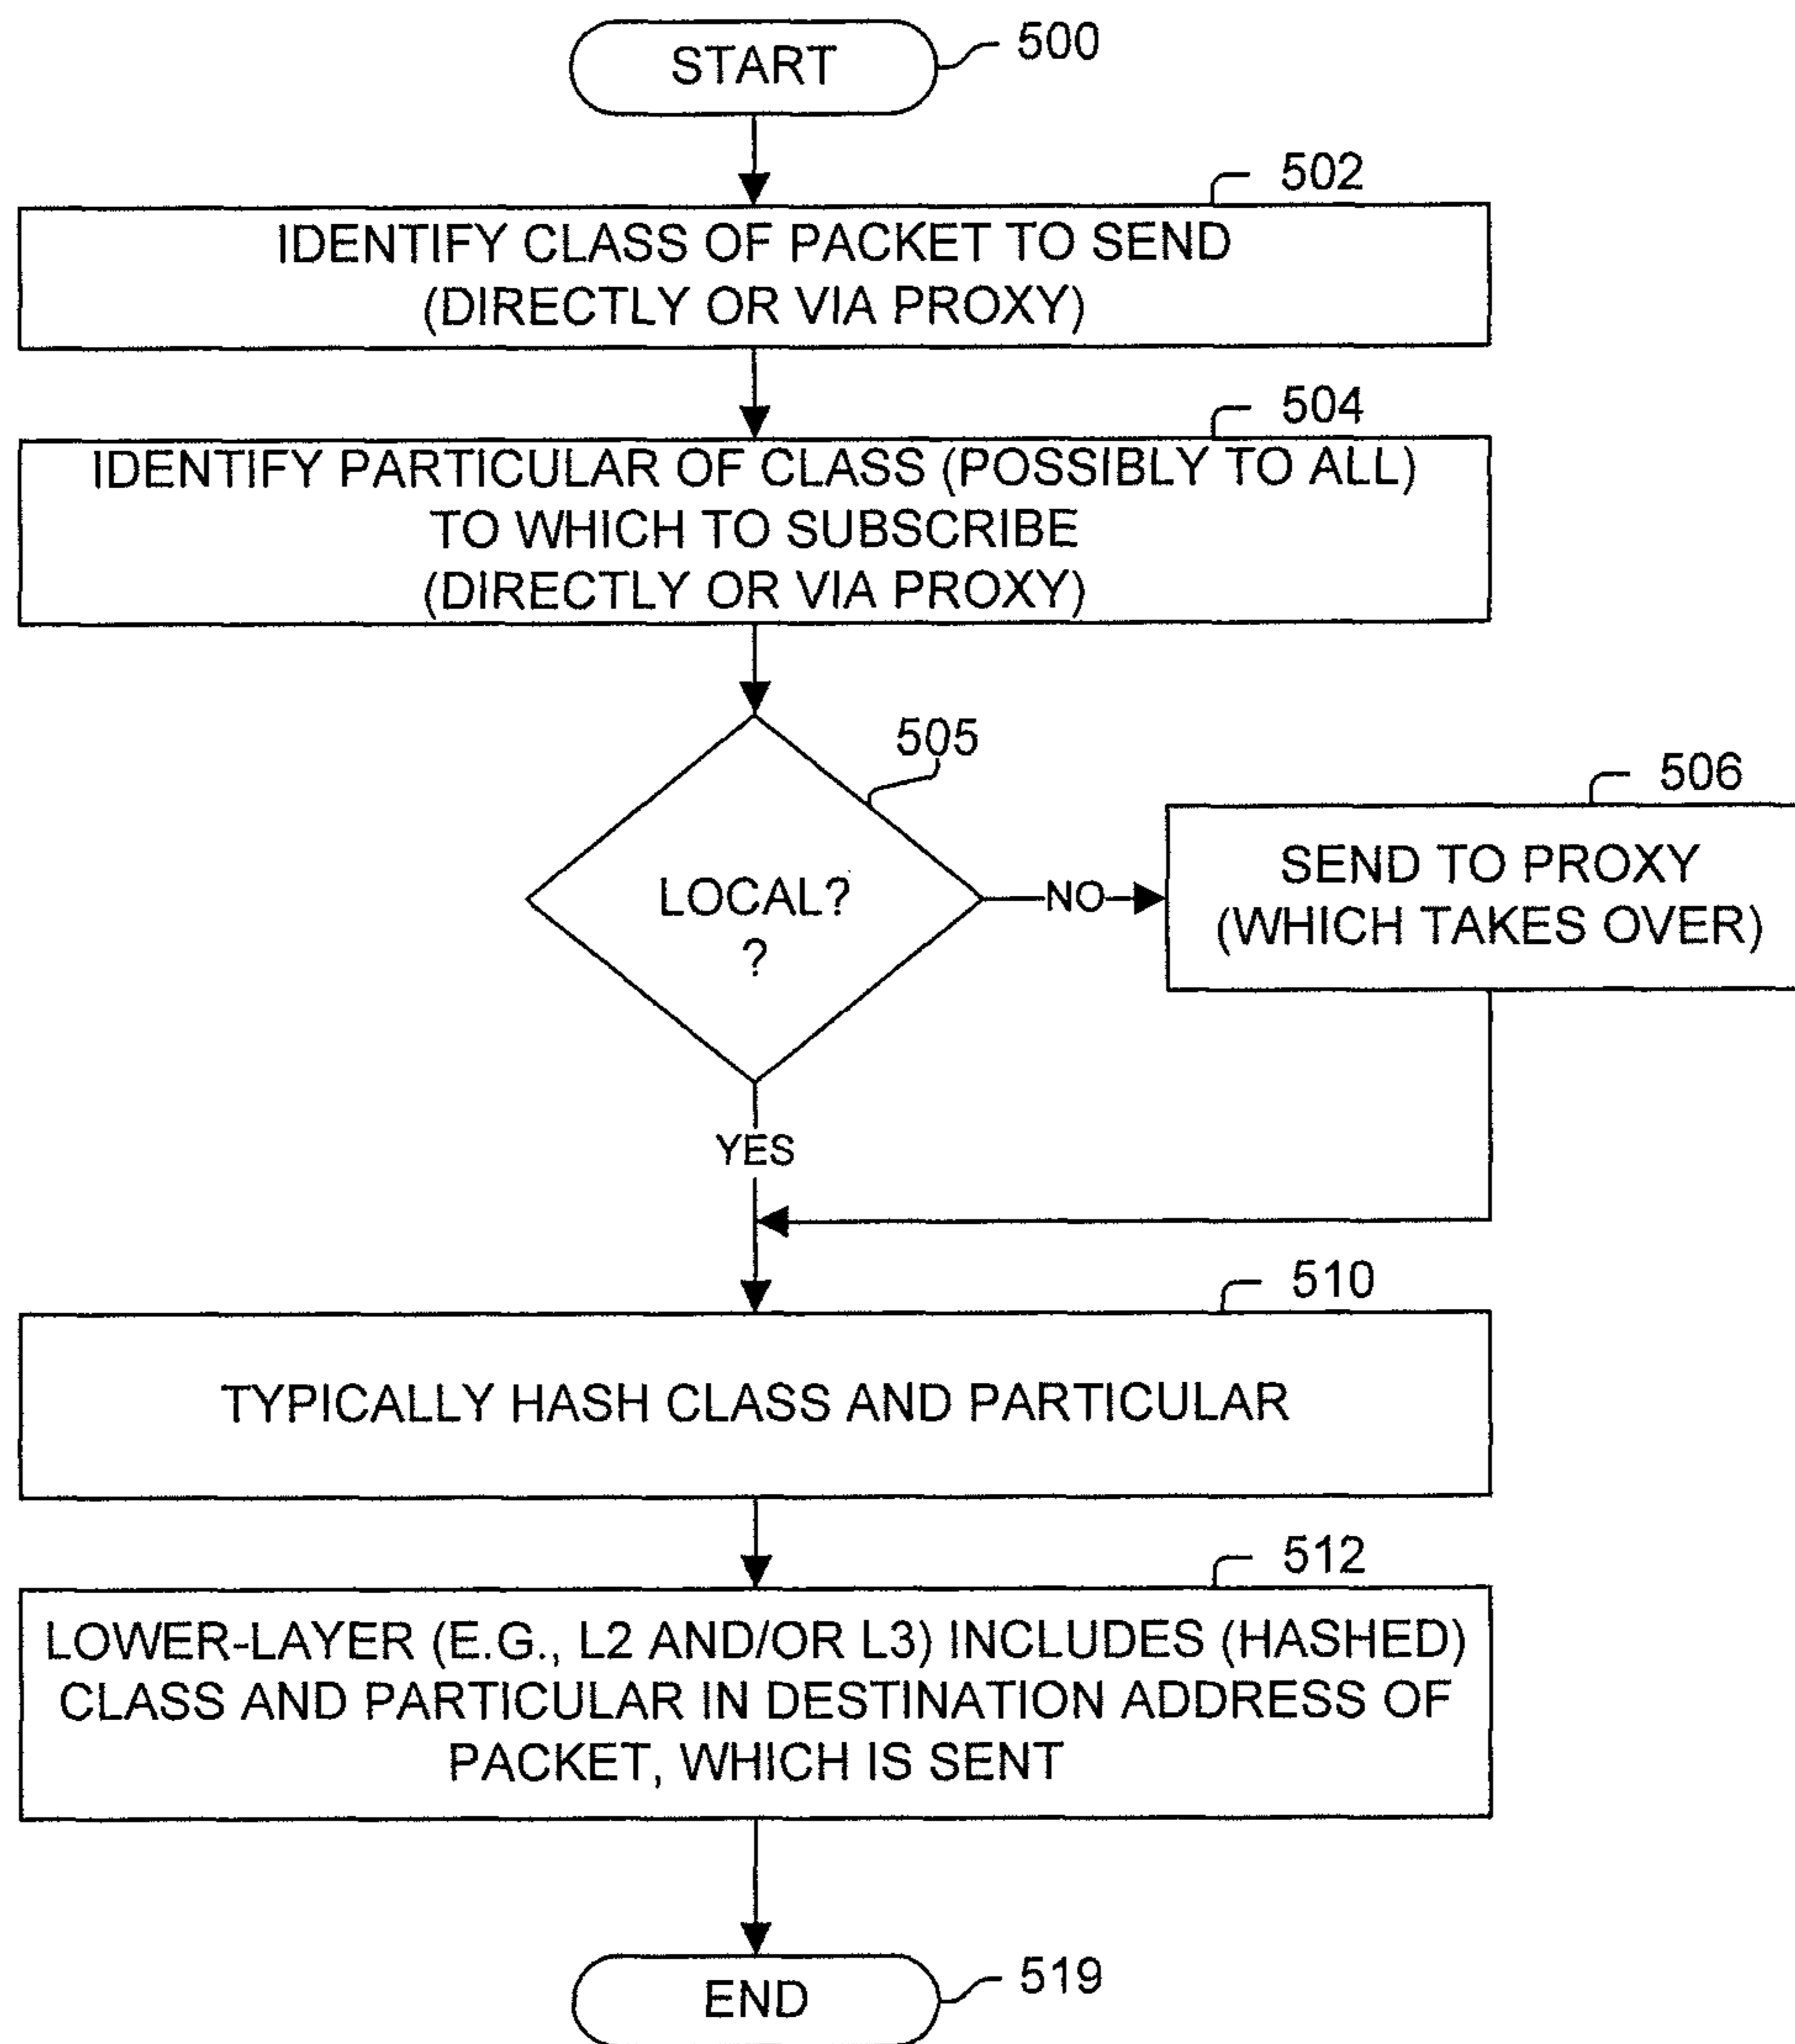 START
500
502
IDENTIFY CLASS OF PACKET TO SEND
(DIRECTLY OR VIA PROXY)
504
IDENTIFY PARTICULAR OF CLASS (POSSIBLY TO ALL)
TO WHICH TO SUBSCRIBE
(DIRECTLY OR VIA PROXY)
505
LOCAL?
?
NO
506
SEND TO PROXY
(WHICH TAKES OVER)
YES
510
TYPICALLY HASH CLASS AND PARTICULAR
512
LOWER-LAYER (E.G., L2 AND/OR L3) INCLUDES (HASHED)
CLASS AND PARTICULAR IN DESTINATION ADDRESS OF
PACKET, WHICH IS SENT
END
519